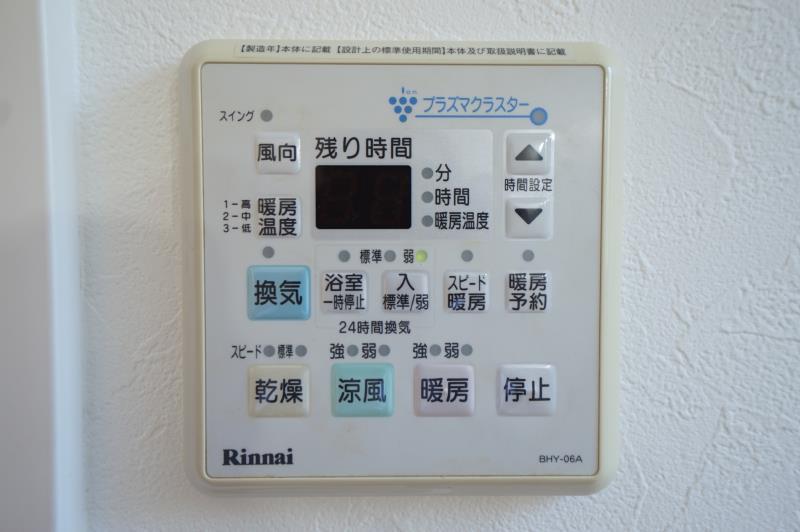 【製造年】本体に記載 【設計上の標準使用期間】本体及び取扱説明書に記載
ion
プラズマクラスター
スイング
風向
残り時間
分
時間
暖房温度
時間設定
1－高
2－中
3－低
暖房
温度
標準 弱
換気
浴室
一時停止
入
標準/弱
スピード
暖房
暖房
予約
24時間換気
スピード 標準
強 弱
強 弱
乾燥
涼風
暖房
停止
Rinnai
BHY-06A